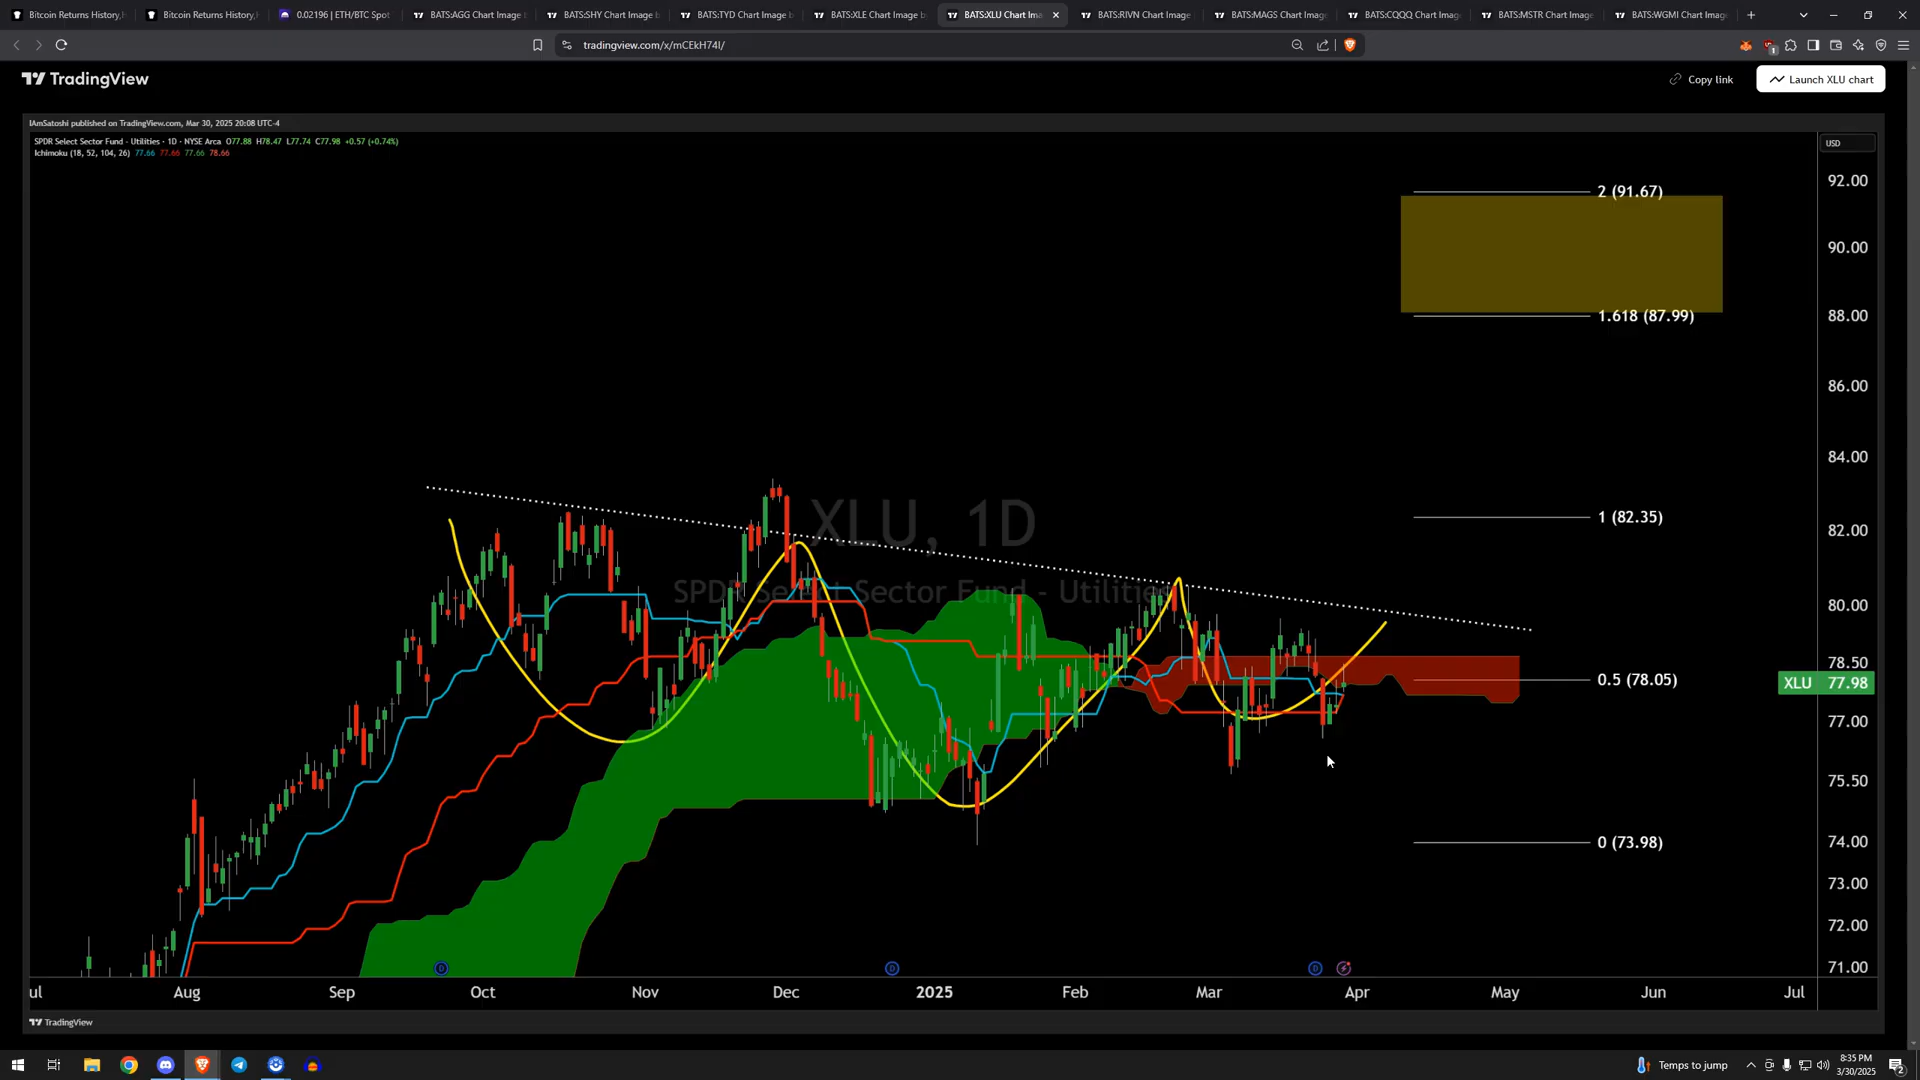 Bitcoin Returns History,
Bitcoin Returns History,
0.02196 | ETH/BTC Spot
BATS:AGG Chart Image b
BATS:SHY Chart Image b
BATS:TYD Chart Image b
BATS:XLE Chart Image b
BATS:XLU Chart Ima
BATS:RIVN Chart Image
BATS:MAGS Chart Image
BATS:CQQQ Chart Imag
BATS:MSTR Chart Image
BATS:WGMI Chart Imag
tradingview.com/x/mCEkH74I/
1
TradingView
Copy link
Launch XLU chart
IAmSatoshi published on TradingView.com, Mar 30, 2025 20:08 UTC-4
SPDR Select Sector Fund - Utilities · 1D · NYSE Arca O77.88 H78.47 L77.74 C77.98 +0.57 (+0.74%)
Ichimoku (18, 52, 104, 26) 77.66 77.66 77.66 78.66
USD
92.00
2 (91.67)
90.00
1.618 (87.99)
88.00
86.00
84.00
XLU, 1D
SPDR Select Sector Fund - Utilities
1 (82.35)
82.00
80.00
78.50
0.5 (78.05)
XLU 77.98
77.00
75.50
0 (73.98)
74.00
73.00
72.00
71.00
D
D
D
ul
Aug
Sep
Oct
Nov
Dec
2025
Feb
Mar
Apr
May
Jun
Jul
TradingView
Temps to jump
8:35 PM
3/30/2025
2